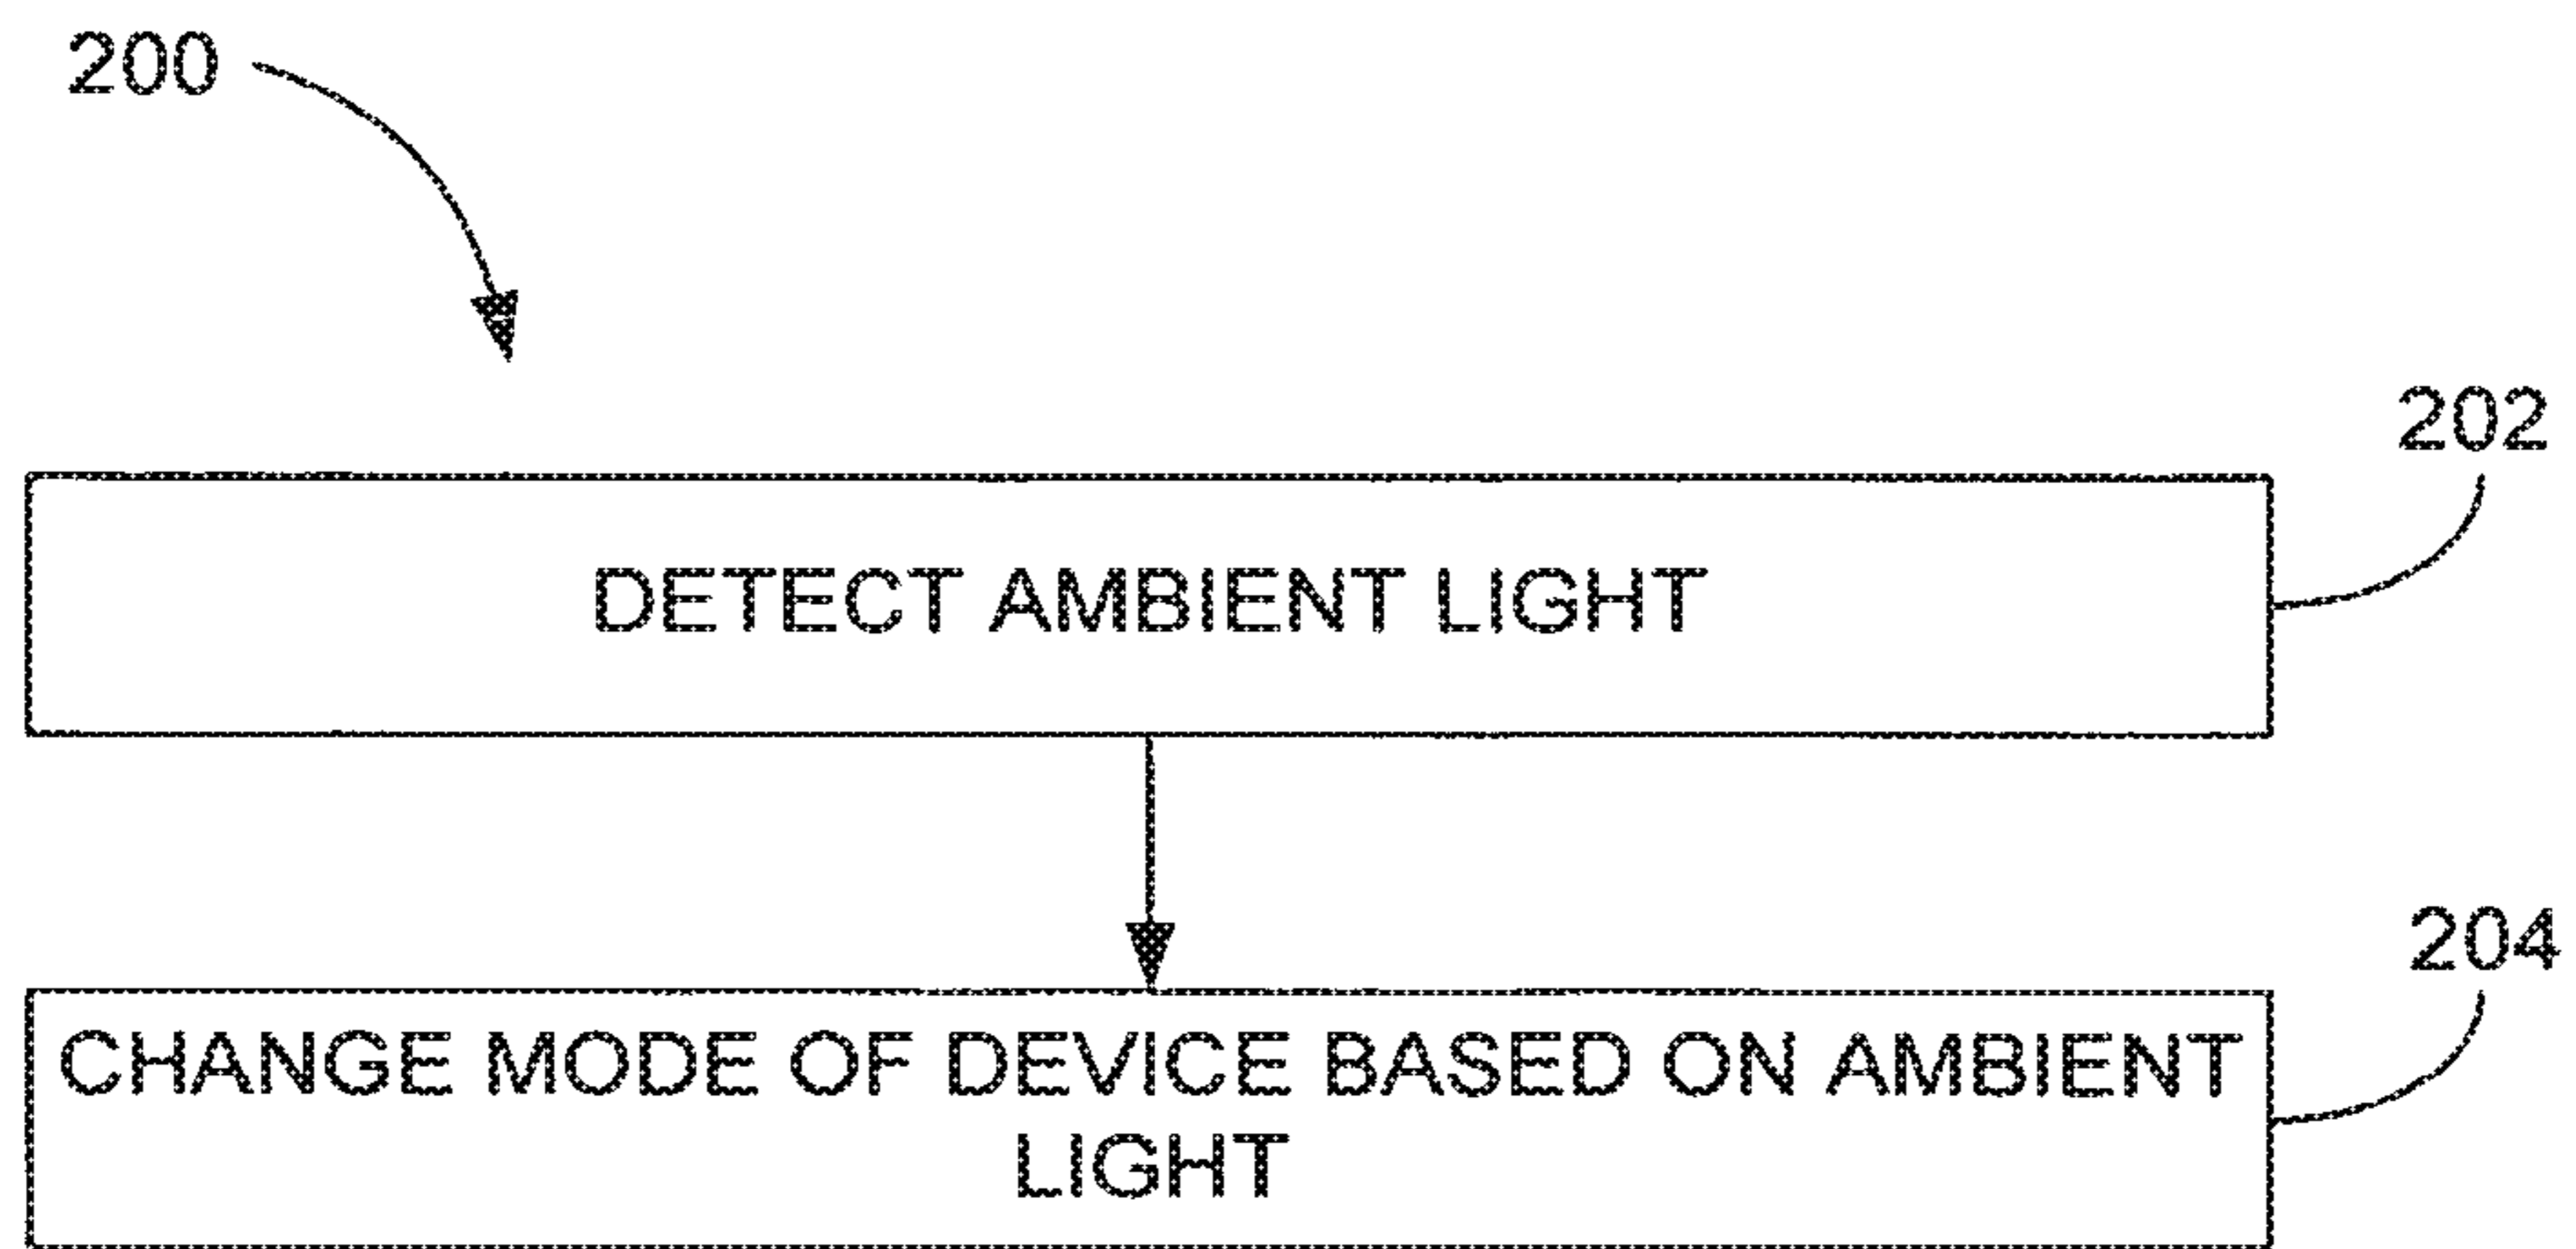 200
202
DETECT AMBIENT LIGHT
204
CHANGE MODE OF DEVICE BASED ON AMBIENT
LIGHT